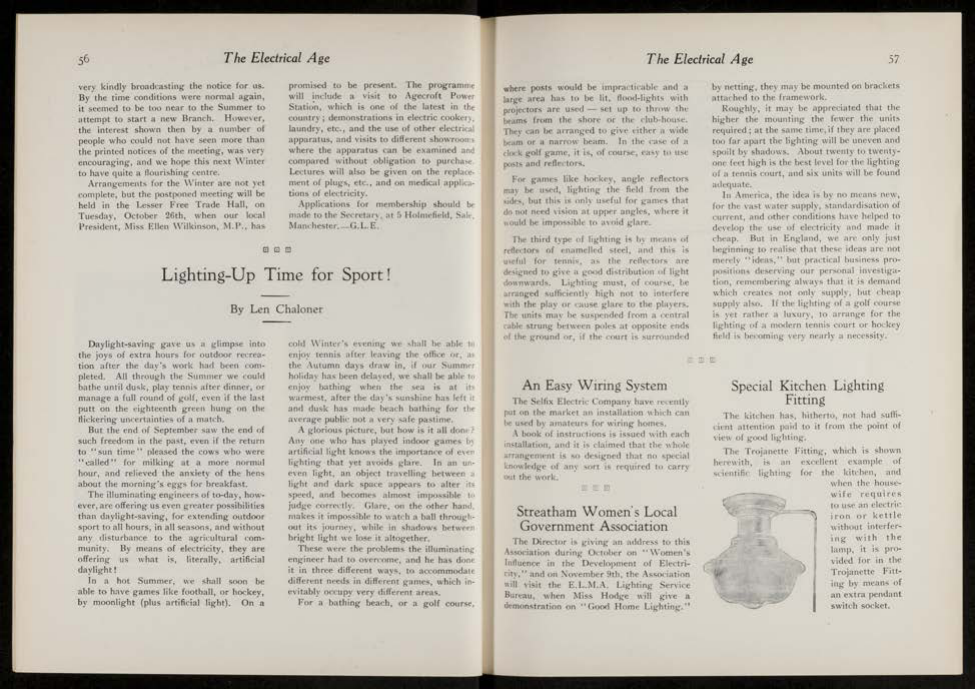 56
The Electrical Age
very kindly broadcasting the notice for us.
By the time conditions were normal again,
it seemed to be too near to the Summer to
attempt to start a new Branch. However,
the interest shown then by a number of
people who could not have seen more than
the printed notices of the meeting, was very
encouraging, and we hope this next Winter
to have quite a flourishing centre.
Arrangements for the Winter are not yet
complete, but the postponed meeting will be
held in the Lesser Free Trade Hall, on
Tuesday, October 26th, when our local
President, Miss Ellen Wilkinson, M.P., has
promised to be present. The programme
will include a visit to Agecroft Power
Station, which is one of the latest in the
country; demonstrations in electric cookery,
laundry, etc., and the use of other electrical
apparatus, and visits to different showrooms
where the apparatus can be examined and
compared without obligation to purchase.
Lectures will also be given on the replace-
ment of plugs, etc., and on medical applica-
tions of electricity.
Applications for membership should be
made to the Secretary, at 5 Holmefield, Sale,
Manchester.—G.L.E.
Lighting-Up Time for Sport!
By Len Chaloner
Daylight-saving gave us a glimpse into
the joys of extra hours for outdoor recrea-
tion after the day's work had been com-
pleted. All through the Summer we could
bathe until dusk, play tennis after dinner, or
manage a full round of golf, even if the last
putt on the eighteenth green hung on the
flickering uncertainties of a match.
But the end of September saw the end of
such freedom in the past, even if the return
to "sun time" pleased the cows who were
"called" for milking at a more normal
hour, and relieved the anxiety of the hens
about the morning's eggs for breakfast.
The illuminating engineers of to-day, how-
ever, are offering us even greater possibilities
than daylight-saving, for extending outdoor
sport to all hours, in all seasons, and without
any disturbance to the agricultural com-
munity. By means of electricity, they are
offering us what is, literally, artificial
daylight!
In a hot Summer, we shall soon be
able to have games like football, or hockey,
by moonlight (plus artificial light). On a
cold Winter's evening we shall be able to
enjoy tennis after leaving the office or, as
the Autumn days draw in, if our Summer
holiday has been delayed, we shall be able to
enjoy bathing when the sea is at its
warmest, after the day's sunshine has left it
and dusk has made beach bathing for the
average public not a very safe pastime.
A glorious picture, but how is it all done?
Any one who has played indoor games by
artificial light knows the importance of even
lighting that yet avoids glare. In an un-
even light, an object travelling between a
light and dark space appears to alter its
speed, and becomes almost impossible to
judge correctly. Glare, on the other hand,
makes it impossible to watch a ball through-
out its journey, while in shadows between
bright light we lose it altogether.
These were the problems the illuminating
engineer had to overcome, and he has done
it in three different ways, to accommodate
different needs in different games, which in-
evitably occupy very different areas.
For a bathing beach, or a golf course,
The Electrical Age
57
where posts would be impracticable and a
large area has to be lit, flood-lights with
projectors are used — set up to throw the
beams from the shore or the club-house.
They can be arranged to give either a wide
beam or a narrow beam. In the case of a
clock golf game, it is, of course, easy to use
posts and reflectors.
For games like hockey, angle reflectors
may be used, lighting the field from the
sides, but this is only useful for games that
do not need vision at upper angles, where it
would be impossible to avoid glare.
The third type of lighting is by means of
reflectors of enamelled steel, and this is
useful for tennis, as the reflectors are
designed to give a good distribution of light
downwards. Lighting must, of course, be
arranged sufficiently high not to interfere
with the play or cause glare to the players.
The units may be suspended from a central
cable strung between poles at opposite ends
of the ground or, if the court is surrounded
by netting, they may be mounted on brackets
attached to the framework.
Roughly, it may be appreciated that the
higher the mounting the fewer the units
required; at the same time, if they are placed
too far apart the lighting will be uneven and
spoilt by shadows. About twenty to twenty-
one feet high is the best level for the lighting
of a tennis court, and six units will be found
adequate.
In America, the idea is by no means new,
for the vast water supply, standardisation of
current, and other conditions have helped to
develop the use of electricity and made it
cheap. But in England, we are only just
beginning to realise that these ideas are not
merely "ideas," but practical business pro-
positions deserving our personal investiga-
tion, remembering always that it is demand
which creates not only supply, but cheap
supply also. If the lighting of a golf course
is yet rather a luxury, to arrange for the
lighting of a modern tennis court or hockey
field is becoming very nearly a necessity.
An Easy Wiring System
The Selfix Electric Company have recently
put on the market an installation which can
be used by amateurs for wiring homes.
A book of instructions is issued with each
installation, and it is claimed that the whole
arrangement is so designed that no special
knowledge of any sort is required to carry
out the work.
Streatham Women's Local
Government Association
The Director is giving an address to this
Association during October on "Women's
Influence in the Development of Electri-
city," and on November 9th, the Association
will visit the E.L.M.A. Lighting Service
Bureau, when Miss Hodge will give a
demonstration on "Good Home Lighting."
Special Kitchen Lighting
Fitting
The kitchen has, hitherto, not had suffi-
cient attention paid to it from the point of
view of good lighting.
The Trojanette Fitting, which is shown
herewith, is an excellent example of
scientific lighting for the kitchen, and
when the house-
wife requires
to use an electric
iron or kettle
without interfer-
ing with the
lamp, it is pro-
vided for in the
Trojanette Fitt-
ing by means of
an extra pendant
switch socket.